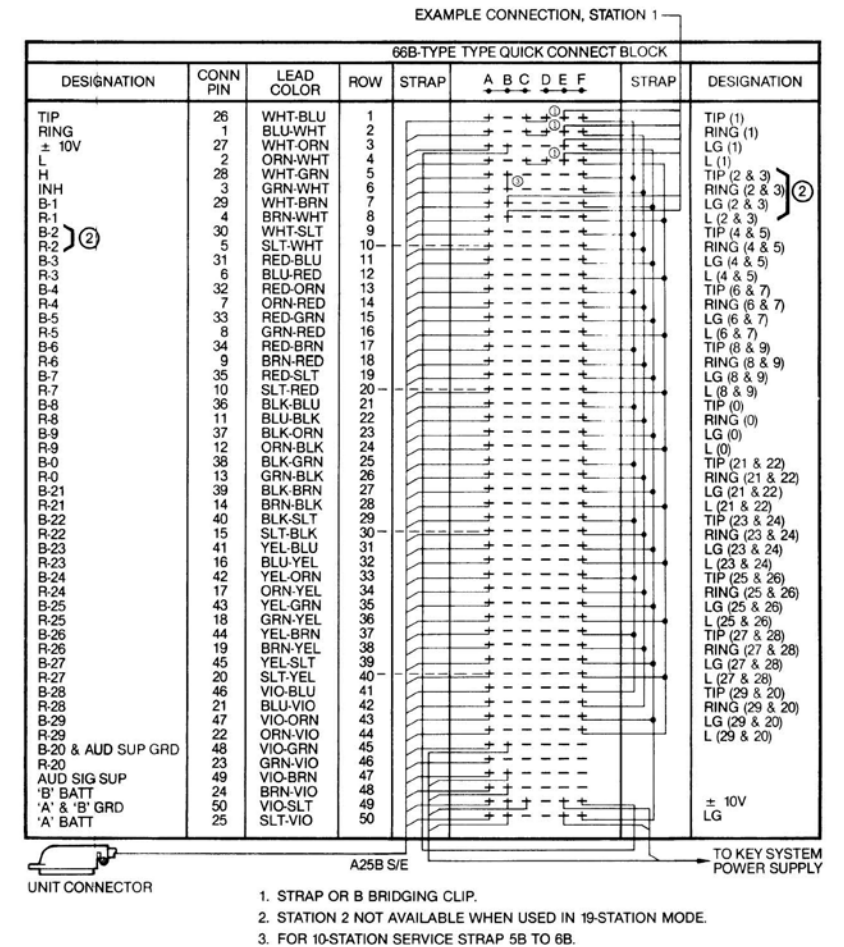 EXAMPLE CONNECTION, STATION 1
66B-TYPE TYPE QUICK CONNECT BLOCK
DESIGNATION CONN PIN LEAD COLOR ROW STRAP A B C D E F STRAP DESIGNATION
TIP 26 WHT-BLU 1 TIP (1)
RING 1 BLU-WHT 2 RING (1)
± 10V 27 WHT-ORN 3 LG (1)
L 2 ORN-WHT 4 L (1)
H 28 WHT-GRN 5 TIP (2 & 3)
INH 3 GRN-WHT 6 RING (2 & 3)
B-1 29 WHT-BRN 7 LG (2 & 3)
R-1 4 BRN-WHT 8 L (2 & 3)
B-2 30 WHT-SLT 9 TIP (4 & 5)
R-2 5 SLT-WHT 10 RING (4 & 5)
B-3 31 RED-BLU 11 LG (4 & 5)
R-3 6 BLU-RED 12 L (4 & 5)
B-4 32 RED-ORN 13 TIP (6 & 7)
R-4 7 ORN-RED 14 RING (6 & 7)
B-5 33 RED-GRN 15 LG (6 & 7)
R-5 8 GRN-RED 16 L (6 & 7)
B-6 34 RED-BRN 17 TIP (8 & 9)
R-6 9 BRN-RED 18 RING (8 & 9)
B-7 35 RED-SLT 19 LG (8 & 9)
R-7 10 SLT-RED 20 L (8 & 9)
B-8 36 BLK-BLU 21 TIP (0)
R-8 11 BLU-BLK 22 RING (0)
B-9 37 BLK-ORN 23 LG (0)
R-9 12 ORN-BLK 24 L (0)
B-0 38 BLK-GRN 25 TIP (21 & 22)
R-0 13 GRN-BLK 26 RING (21 & 22)
B-21 39 BLK-BRN 27 LG (21 & 22)
R-21 14 BRN-BLK 28 L (21 & 22)
B-22 40 BLK-SLT 29 TIP (23 & 24)
R-22 15 SLT-BLK 30 RING (23 & 24)
B-23 41 YEL-BLU 31 LG (23 & 24)
R-23 16 BLU-YEL 32 L (23 & 24)
B-24 42 YEL-ORN 33 TIP (25 & 26)
R-24 17 ORN-YEL 34 RING (25 & 26)
B-25 43 YEL-GRN 35 LG (25 & 26)
R-25 18 GRN-YEL 36 L (25 & 26)
B-26 44 YEL-BRN 37 TIP (27 & 28)
R-26 19 BRN-YEL 38 RING (27 & 28)
B-27 45 YEL-SLT 39 LG (27 & 28)
R-27 20 SLT-YEL 40 L (27 & 28)
B-28 46 VIO-BLU 41 TIP (29 & 20)
R-28 21 BLU-VIO 42 RING (29 & 20)
B-29 47 VIO-ORN 43 LG (29 & 20)
R-29 22 ORN-VIO 44 L (29 & 20)
B-20 & AUD SUP GRD 48 VIO-GRN 45
R-20 23 GRN-VIO 46
AUD SIG SUP 49 VIO-BRN 47
'B' BATT 24 BRN-VIO 48
'A' & 'B' GRD 50 VIO-SLT 49 ± 10V
'A' BATT 25 SLT-VIO 50 LG
UNIT CONNECTOR
A25B S/E
TO KEY SYSTEM
POWER SUPPLY
1. STRAP OR B BRIDGING CLIP.
2. STATION 2 NOT AVAILABLE WHEN USED IN 19-STATION MODE.
3. FOR 10-STATION SERVICE STRAP 5B TO 6B.